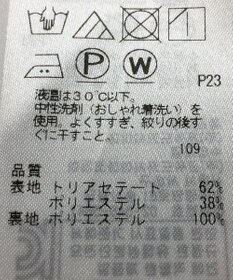 P W
P23
液温は30℃以下、
中性洗剤(おしゃれ着洗い)を
使用、よくすすぎ、絞りの後す
ぐに干すこと。
109
品質
表地 トリアセテート 62%
ポリエステル 38%
裏地 ポリエステル 100%